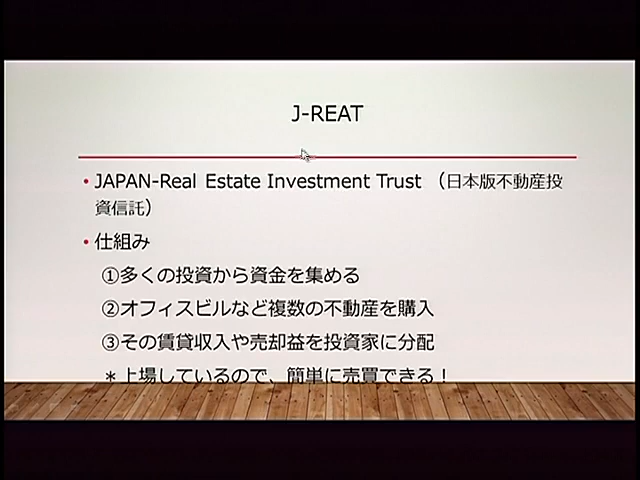 J-REAT
• JAPAN-Real Estate Investment Trust （日本版不動産投
資信託）
• 仕組み
①多くの投資から資金を集める
②オフィスビルなど複数の不動産を購入
③その賃貸収入や売却益を投資家に分配
＊上場しているので、簡単に売買できる！